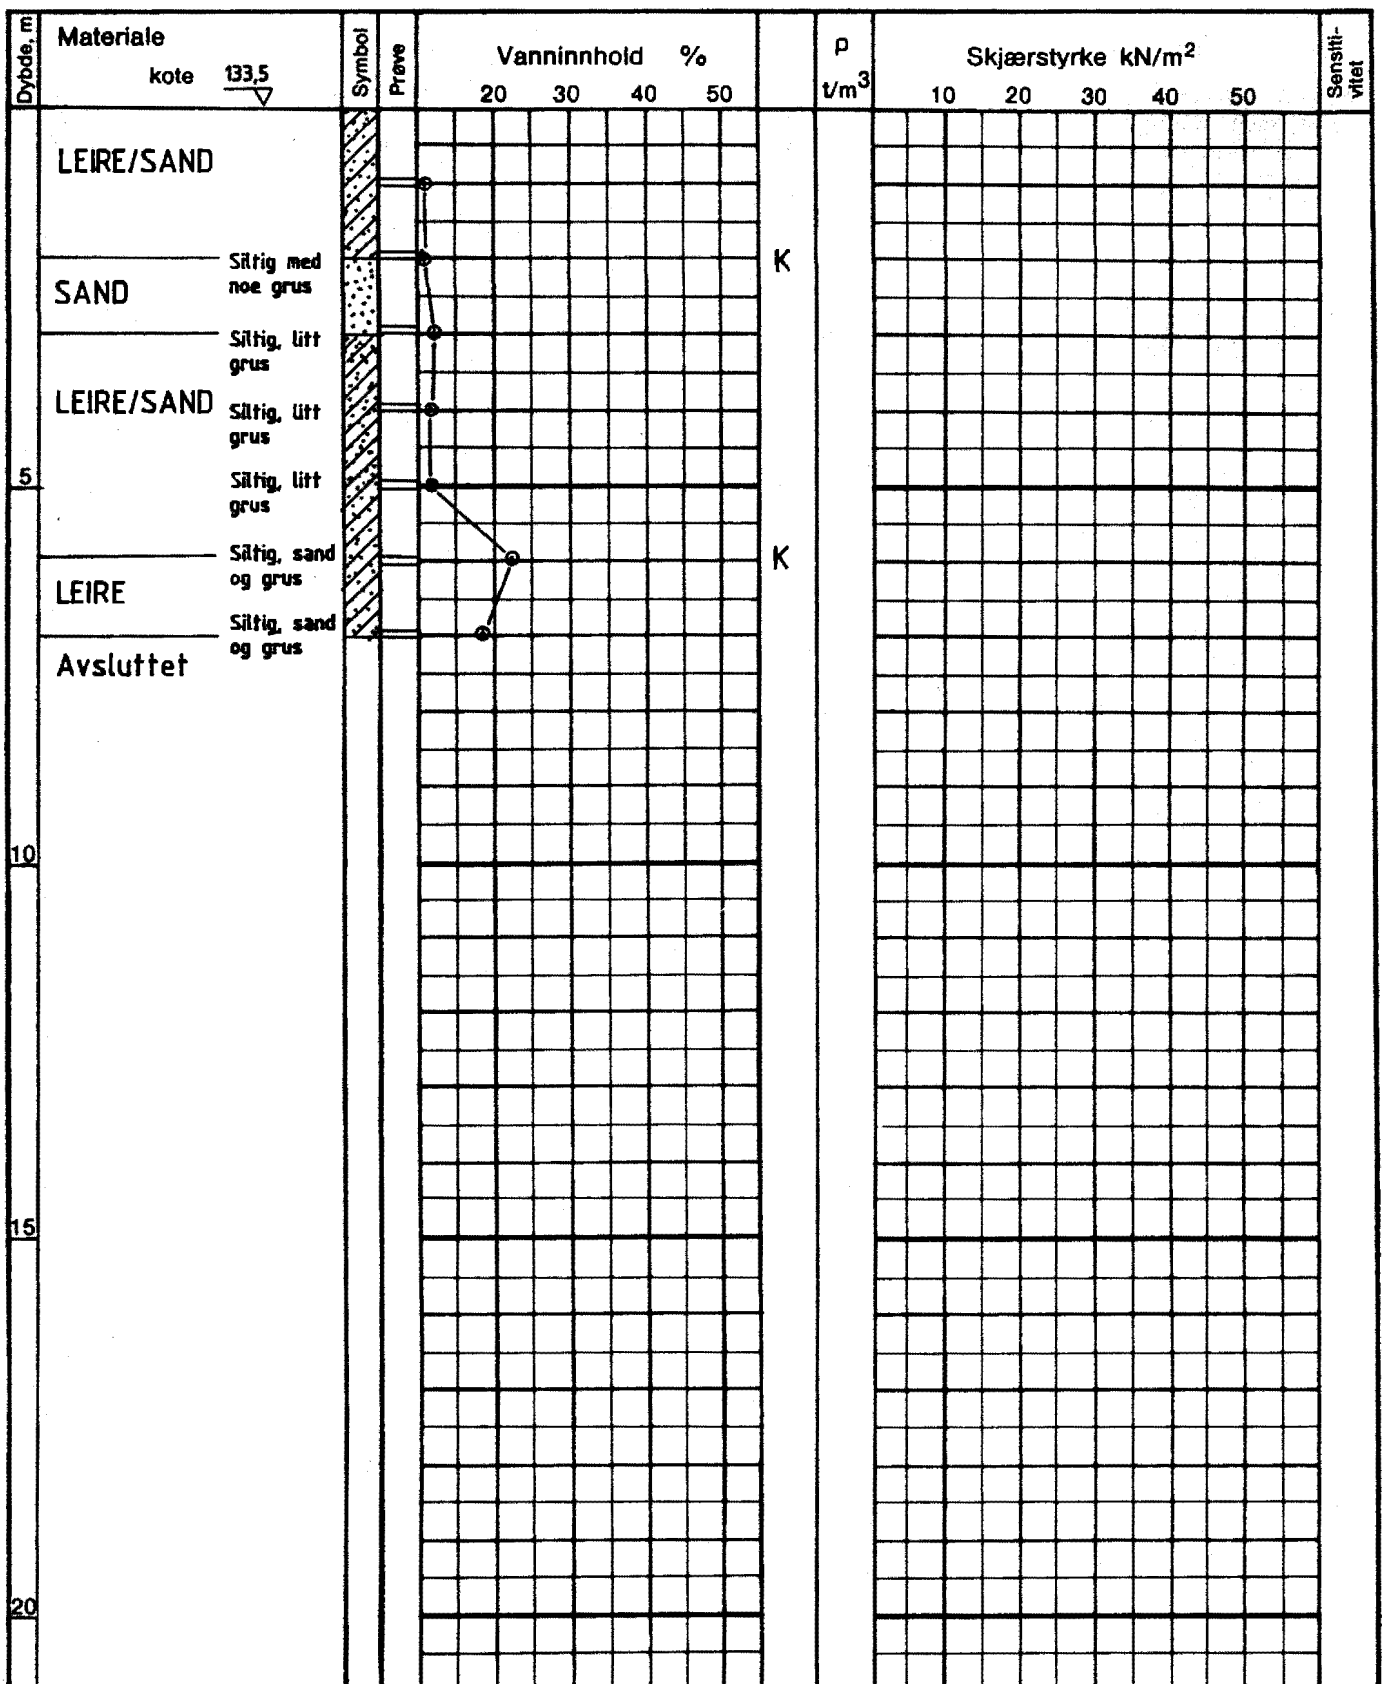 Dybde, m
Materiale
kote 133,5
Symbol
Prøve
Vanninnhold %
20 30 40 50
ρ
t/m³
Skjærstyrke kN/m²
10 20 30 40 50
Sensiti-
vitet
LEIRE/SAND
Siltig med
noe grus
K
SAND
Siltig, litt
grus
LEIRE/SAND
Siltig, litt
grus
5
Siltig, litt
grus
Siltig, sand
og grus
K
LEIRE
Siltig, sand
og grus
Avsluttet
10
15
20